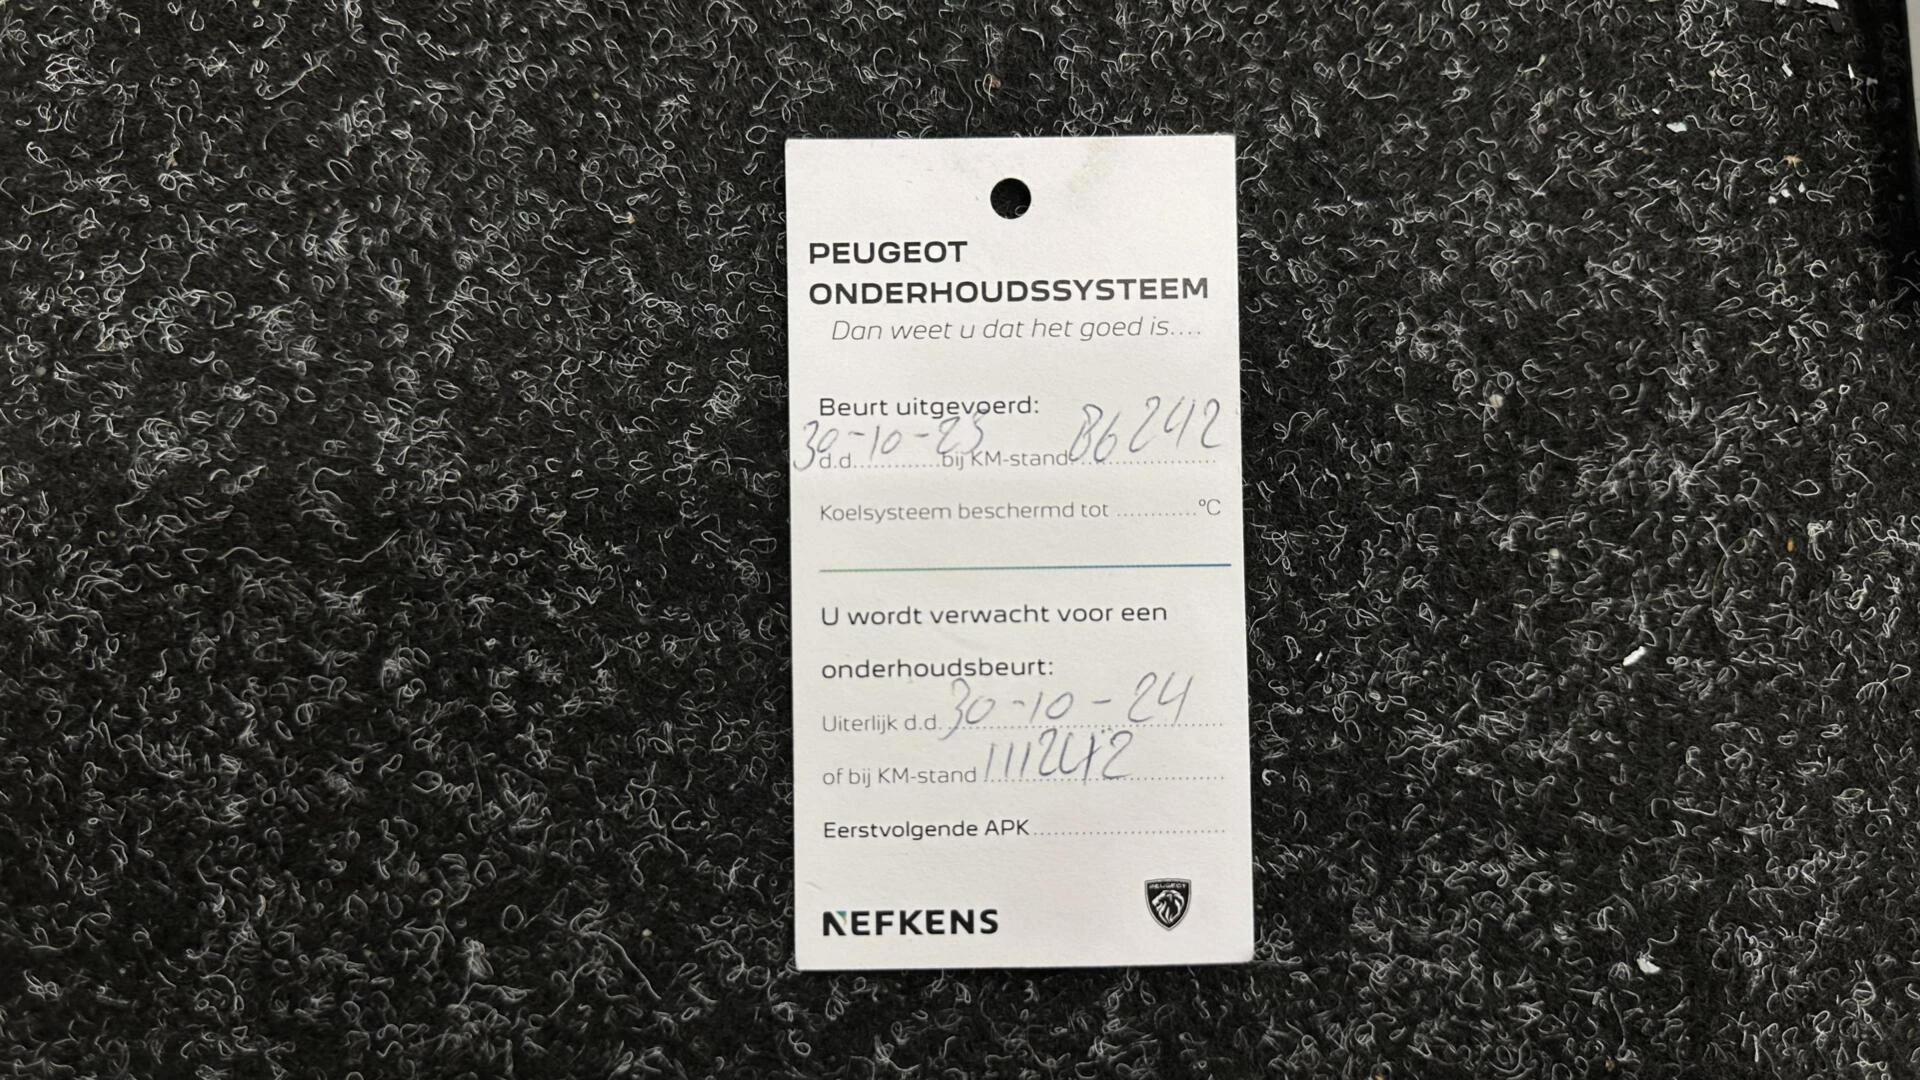 PEUGEOT
ONDERHOUDSSYSTEEM
Dan weet u dat het goed is....
Beurt uitgevoerd:
d.d. 30-10-23 bij KM-stand 86242
Koelsysteem beschermd tot ............°C
U wordt verwacht voor een
onderhoudsbeurt:
Uiterlijk d.d. 30-10-24
of bij KM-stand 111242
Eerstvolgende APK..............................
NEFKENS
PEUGEOT